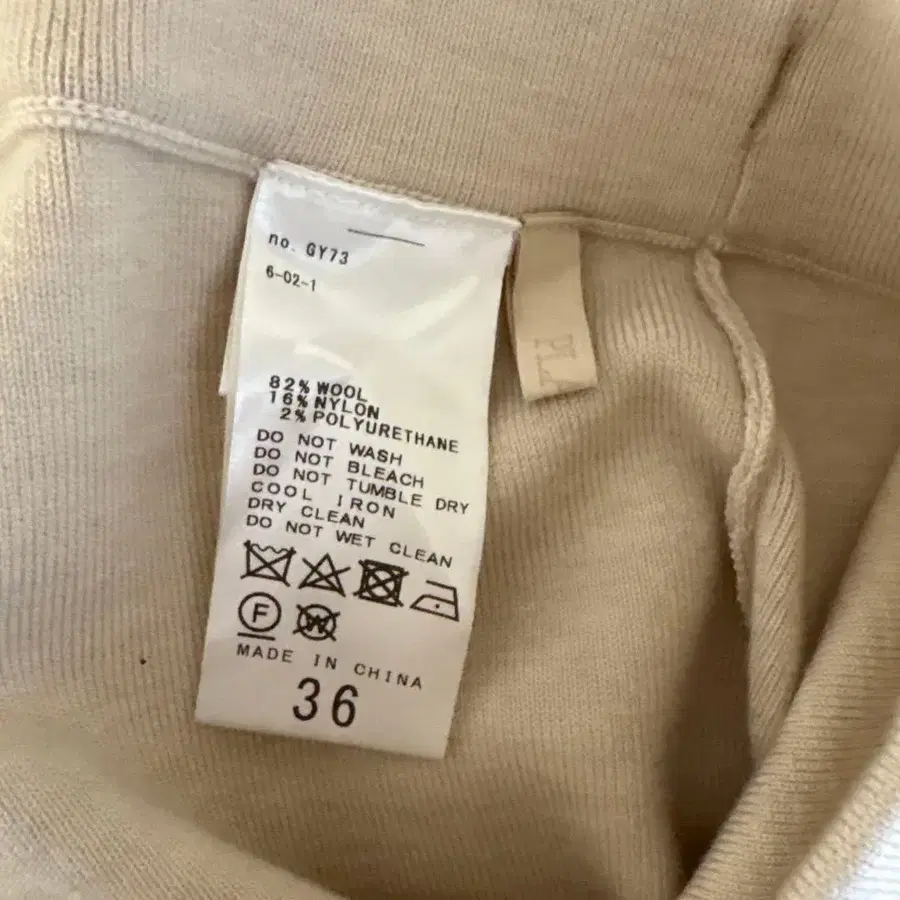 no. GY73
6-02-1
82% WOOL
16% NYLON
2% POLYURETHANE
DO NOT WASH
DO NOT BLEACH
DO NOT TUMBLE DRY
COOL IRON
DRY CLEAN
DO NOT WET CLEAN
F
W
MADE IN CHINA
36
PLA